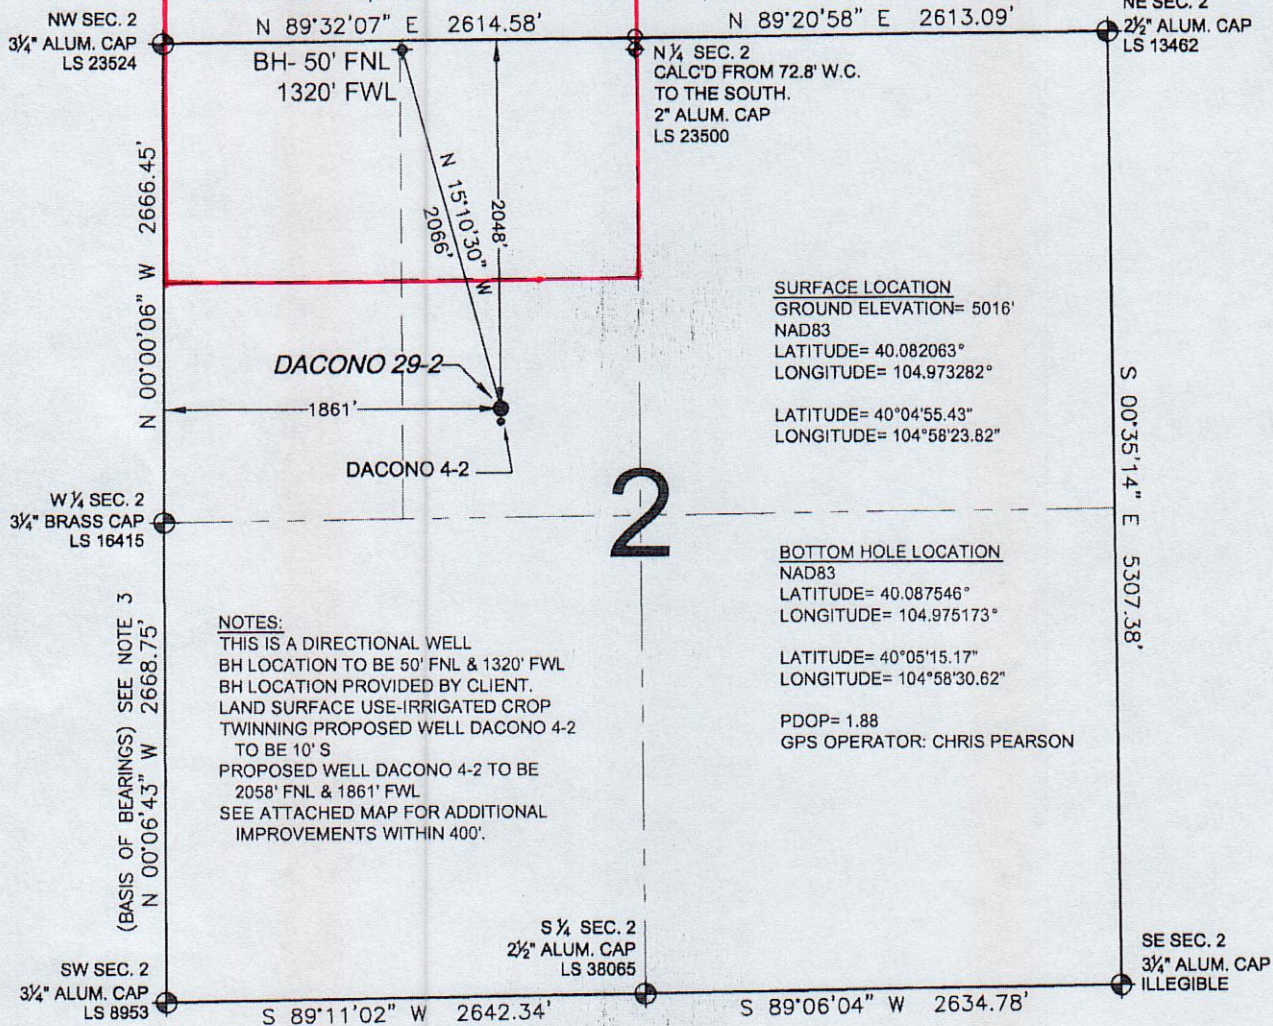 NW SEC. 2
3¼" ALUM. CAP
LS 23524
N 89°32'07" E 2614.58'
N 89°20'58" E 2613.09'
NE SEC. 2
2½" ALUM. CAP
LS 13462
BH- 50' FNL
1320' FWL
N ¼ SEC. 2
CALC'D FROM 72.8' W.C.
TO THE SOUTH.
2" ALUM. CAP
LS 23500
N 00°00'06" W 2666.45'
N 15°10'30" W
2066'
2048'
SURFACE LOCATION
GROUND ELEVATION= 5016'
NAD83
LATITUDE= 40.082063°
LONGITUDE= 104.973282°
LATITUDE= 40°04'55.43"
LONGITUDE= 104°58'23.82"
DACONO 29-2
1861'
DACONO 4-2
S 00°35'14" E 5307.38'
W ¼ SEC. 2
3¼" BRASS CAP
LS 16415
2
BOTTOM HOLE LOCATION
NAD83
LATITUDE= 40.087546°
LONGITUDE= 104.975173°
LATITUDE= 40°05'15.17"
LONGITUDE= 104°58'30.62"
PDOP= 1.88
GPS OPERATOR: CHRIS PEARSON
(BASIS OF BEARINGS) SEE NOTE 3
N 00°06'43" W 2668.75'
NOTES:
THIS IS A DIRECTIONAL WELL
BH LOCATION TO BE 50' FNL & 1320' FWL
BH LOCATION PROVIDED BY CLIENT.
LAND SURFACE USE-IRRIGATED CROP
TWINNING PROPOSED WELL DACONO 4-2
TO BE 10' S
PROPOSED WELL DACONO 4-2 TO BE
2058' FNL & 1861' FWL
SEE ATTACHED MAP FOR ADDITIONAL
IMPROVEMENTS WITHIN 400'.
S ¼ SEC. 2
2½" ALUM. CAP
LS 38065
SW SEC. 2
3¼" ALUM. CAP
LS 8953
SE SEC. 2
3¼" ALUM. CAP
ILLEGIBLE
S 89°11'02" W 2642.34'
S 89°06'04" W 2634.78'